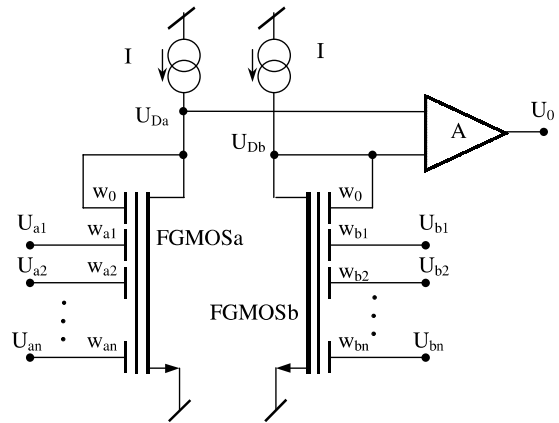 I
I
U_Da
U_Db
A
U_0
w_0
w_0
U_a1
w_a1
FGMOSa
w_b1
U_b1
U_a2
w_a2
w_b2
U_b2
FGMOSb
U_an
w_an
w_bn
U_bn